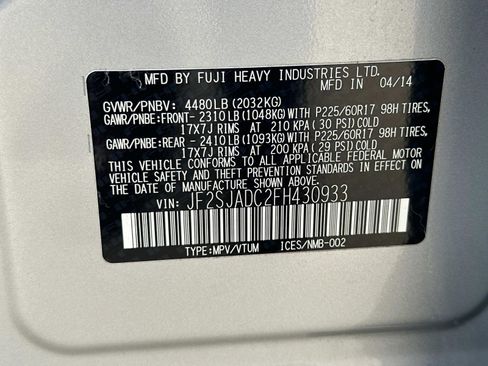 MFD BY FUJI HEAVY INDUSTRIES LTD. 04/14
GVWR/PNBV: 4480LB(2032KG)
GAWR/PNBE:FRONT- 2310LB(1048KG)WITH P225/60R17 98H TIRES,
17X7J RIMS AT 210 KPA( 30 PSI)COLD
GAWR/PNBE:REAR - 2410LB(1093KG)WITH P225/60R17 98H TIRES,
17X7J RIMS AT 200 KPA( 29 PSI)COLD
THIS VEHICLE CONFORMS TO ALL APPLICABLE FEDERAL MOTOR
VEHICLE SAFETY AND THEFT PREVENTION STANDARDS IN EFFECT ON
THE DATE OF MANUFACTURE SHOWN ABOVE.
VIN: JF2SJADC2FH430933
TYPE:MPV/VTUM ICES/NMB-002